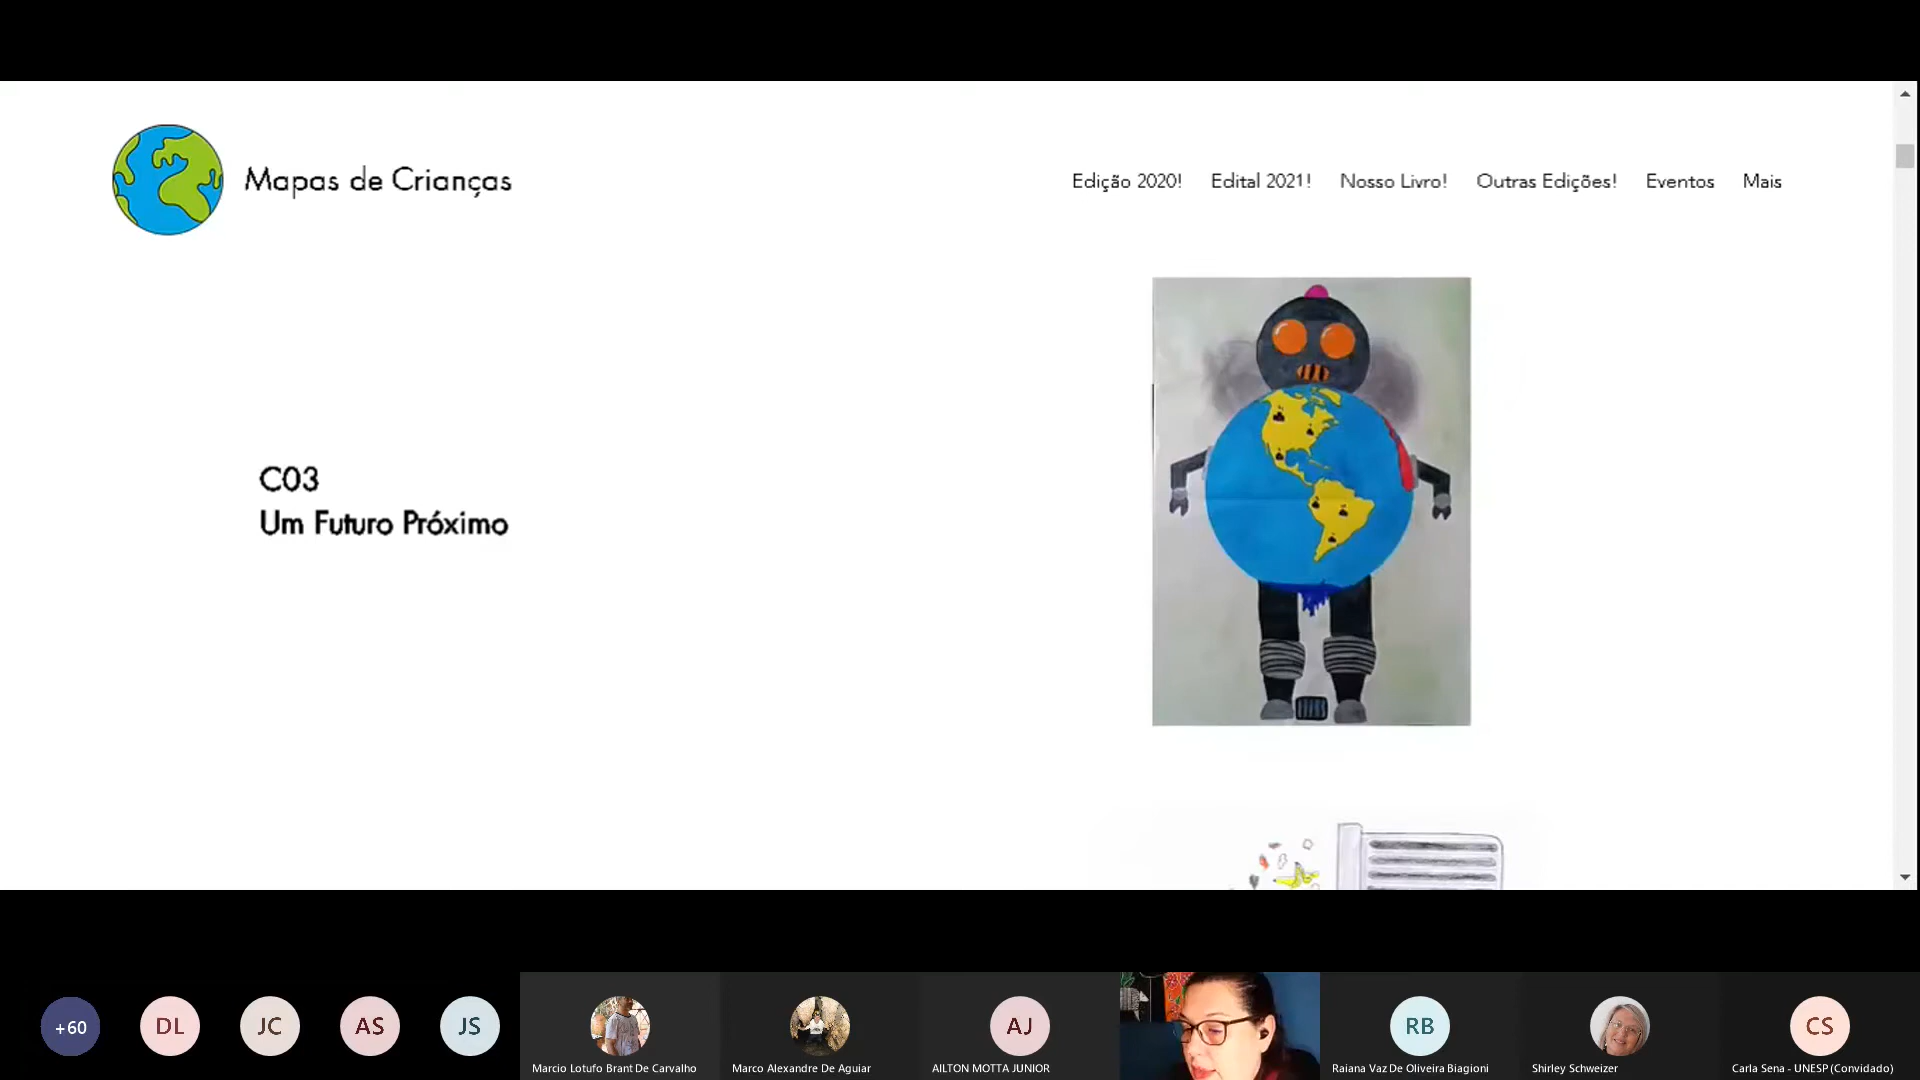 Mapas de Crianças
Edição 2020!
Edital 2021!
Nosso Livro!
Outras Edições!
Eventos
Mais
C03
Um Futuro Próximo
+60
DL
JC
AS
JS
Marcio Lotufo Brant De Carvalho
Marco Alexandre De Aguiar
AJ
AILTON MOTTA JUNIOR
RB
Raiana Vaz De Oliveira Biagioni
Shirley Schweizer
CS
Carla Sena - UNESP (Convidado)